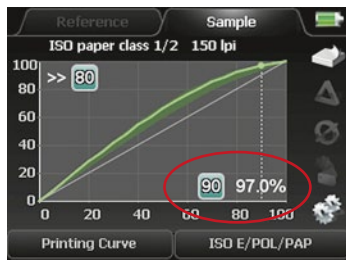 Reference Sample
ISO paper class 1/2 150 lpi
100
>> 80
80
60
40
20
90 97.0%
0
0 20 40 60 80 100
Printing Curve ISO E/POL/PAP